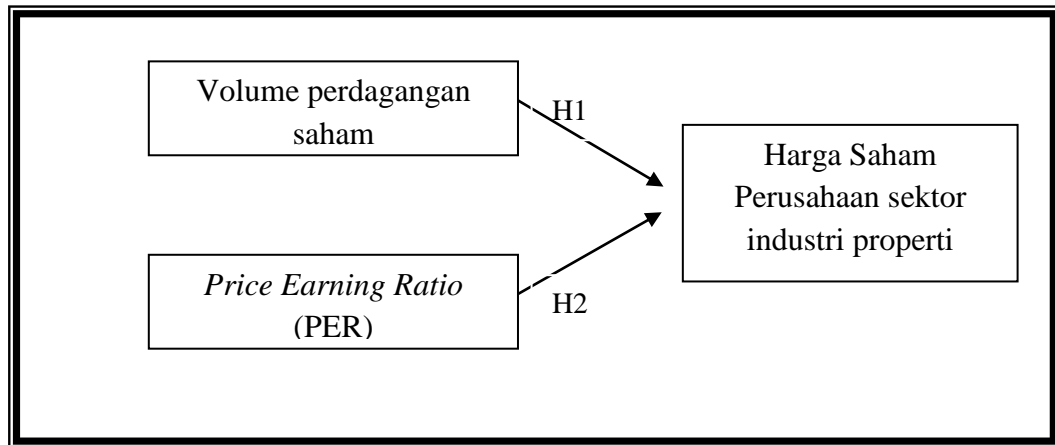 Volume perdagangan
saham
H1
Harga Saham
Perusahaan sektor
industri properti
Price Earning Ratio
(PER)
H2